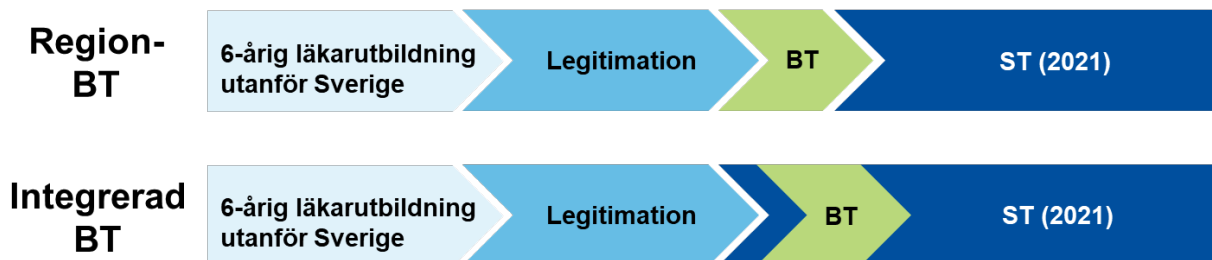 Region-
BT
6-årig läkarutbildning
utanför Sverige
Legitimation
BT
ST (2021)
Integrerad
BT
6-årig läkarutbildning
utanför Sverige
Legitimation
BT
ST (2021)